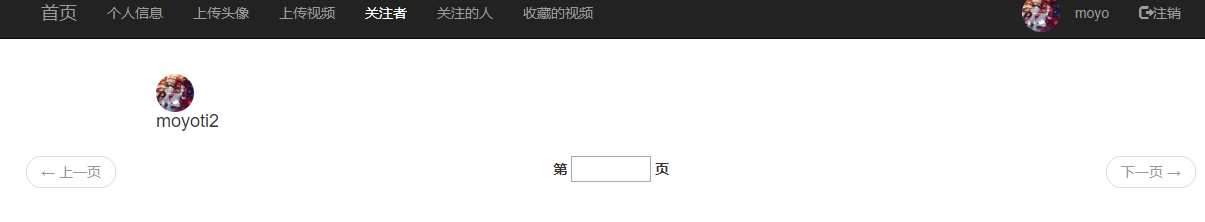 首页 个人信息 上传头像 上传视频 关注者 关注的人 收藏的视频 moyo 注销
moyoti2
← 上一页 第 页 下一页 →